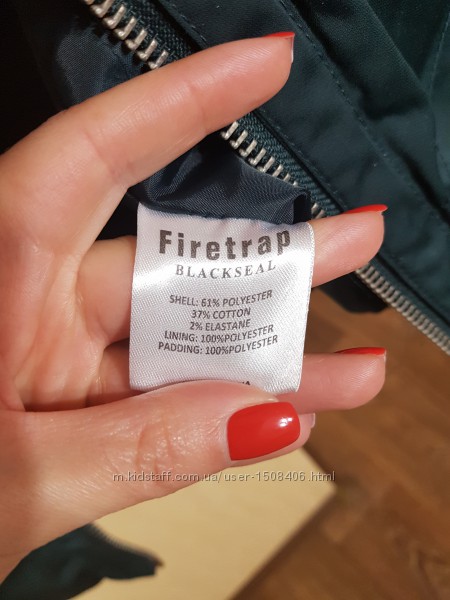 Firetrap
BLACKSEAL
SHELL: 61% POLYESTER
37% COTTON
2% ELASTANE
LINING: 100%POLYESTER
PADDING: 100%POLYESTER
m.kidstaff.com.ua/user-1508406.html